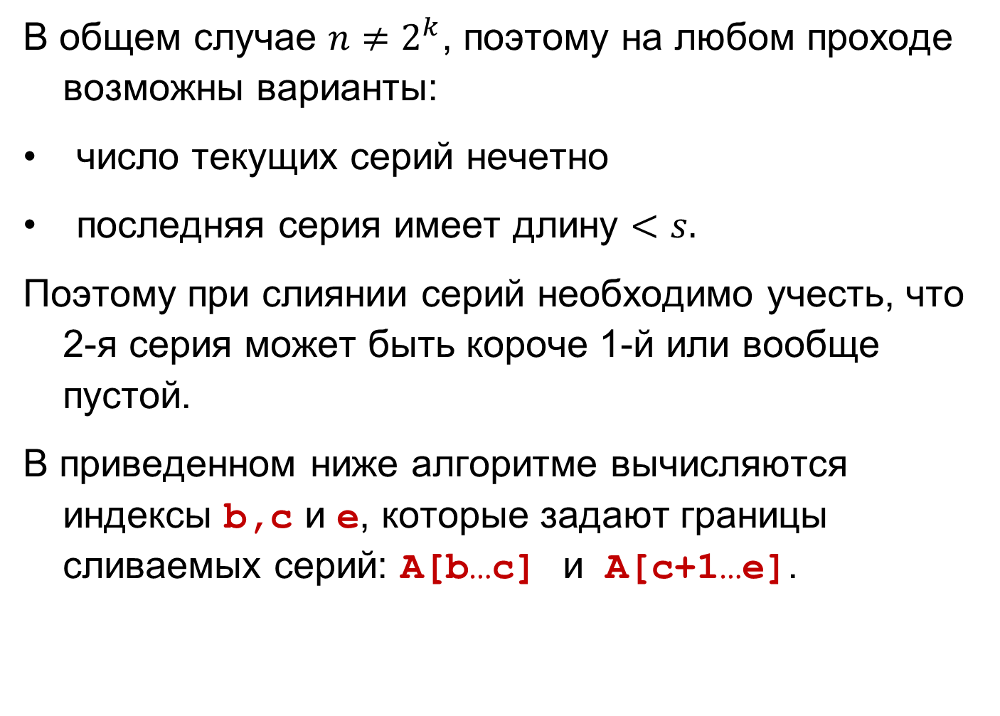 В общем случае n ≠ 2^k, поэтому на любом проходе
возможны варианты:
• число текущих серий нечетно
• последняя серия имеет длину < s.
Поэтому при слиянии серий необходимо учесть, что
2-я серия может быть короче 1-й или вообще
пустой.
В приведенном ниже алгоритме вычисляются
индексы b,c и e, которые задают границы
сливаемых серий: A[b…c] и A[c+1…e].